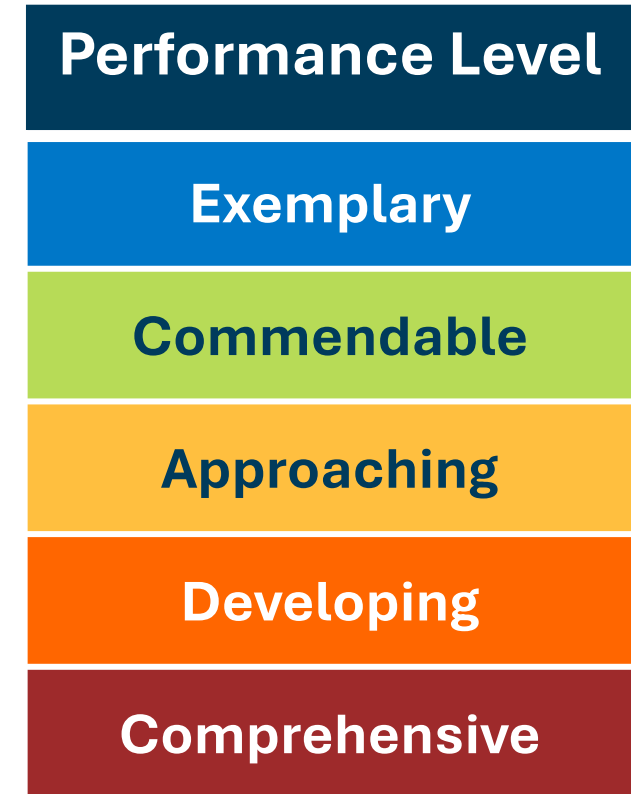 Performance Level
Exemplary
Commendable
Approaching
Developing
Comprehensive